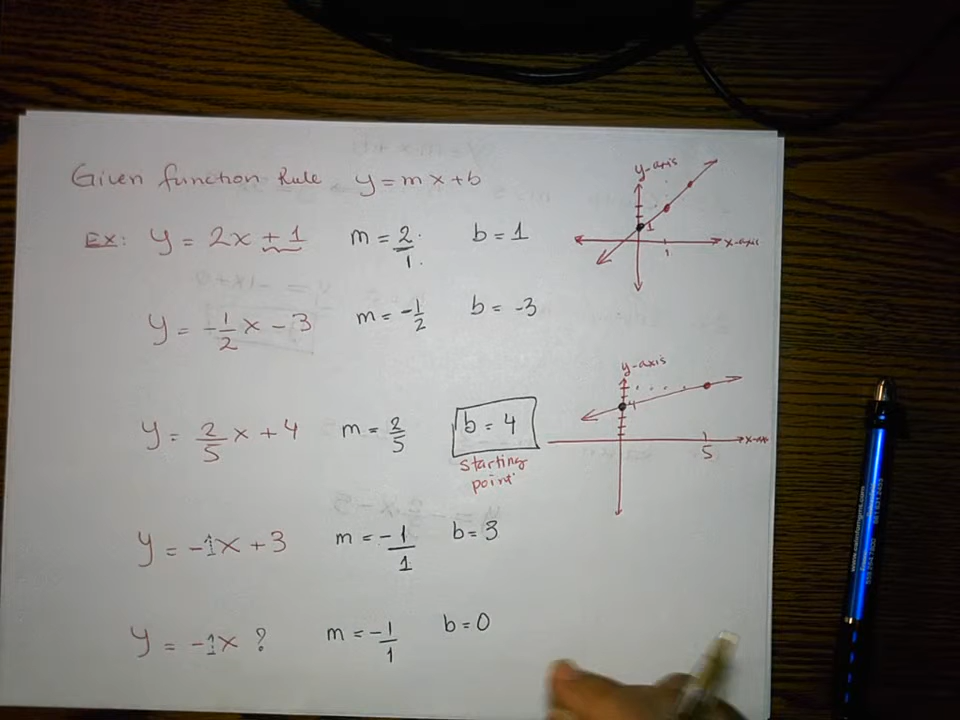 Given function Rule y = mx + b
EX: y = 2x + 1 m = 2/1 b = 1
y = -1/2 x - 3 m = -1/2 b = -3
y = 2/5 x + 4 m = 2/5 b = 4
starting
point
y = -1x + 3 m = -1/1 b = 3
y = -1x ? m = -1/1 b = 0
y-axis
1
x-axis
1
y-axis
4
5